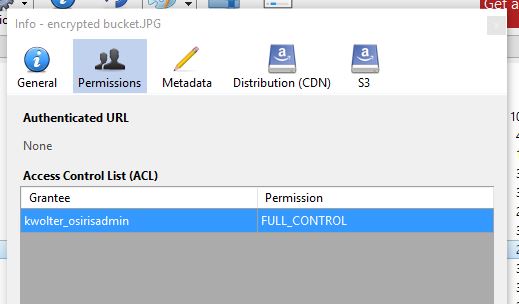 Get a
Info - encrypted bucket.JPG
General Permissions Metadata Distribution (CDN) S3
Authenticated URL
None
Access Control List (ACL)
Grantee Permission
kwolter_osirisadmin FULL_CONTROL